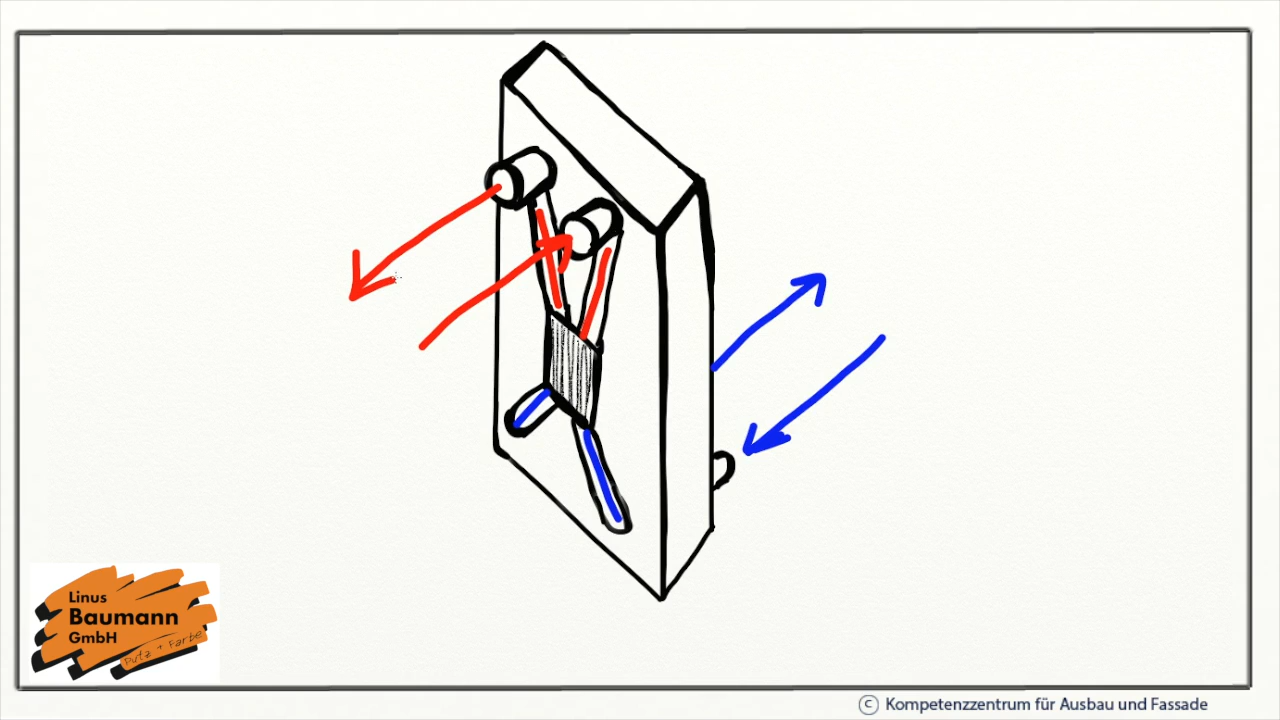 Linus
Baumann
GmbH
Putz + Farbe
© Kompetenzzentrum für Ausbau und Fassade